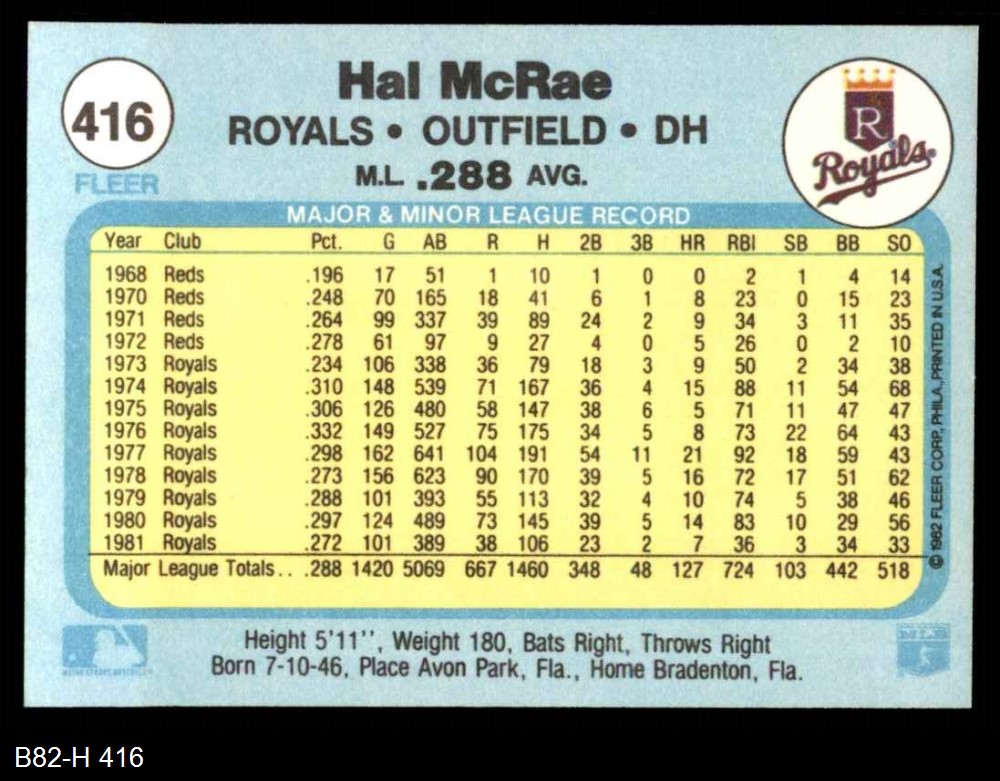 416
FLEER
Hal McRae
ROYALS • OUTFIELD • DH
M.L. .288 AVG.
R
Royals
MAJOR & MINOR LEAGUE RECORD
Year Club Pct. G AB R H 2B 3B HR RBI SB BB SO
1968 Reds .196 17 51 1 10 1 0 0 2 1 4 14
1970 Reds .248 70 165 18 41 6 1 8 23 0 15 23
1971 Reds .264 99 337 39 89 24 2 9 34 3 11 35
1972 Reds .278 61 97 9 27 4 0 5 26 0 2 10
1973 Royals .234 106 338 36 79 18 3 9 50 2 34 38
1974 Royals .310 148 539 71 167 36 4 15 88 11 54 68
1975 Royals .306 126 480 58 147 38 6 5 71 11 47 47
1976 Royals .332 149 527 75 175 34 5 8 73 22 64 43
1977 Royals .298 162 641 104 191 54 11 21 92 18 59 43
1978 Royals .273 156 623 90 170 39 5 16 72 17 51 62
1979 Royals .288 101 393 55 113 32 4 10 74 5 38 46
1980 Royals .297 124 489 73 145 39 5 14 83 10 29 56
1981 Royals .272 101 389 38 106 23 2 7 36 3 34 33
Major League Totals . . .288 1420 5069 667 1460 348 48 127 724 103 442 518
© 1982 FLEER CORP., PHILA., PRINTED IN U.S.A.
Height 5'11'', Weight 180, Bats Right, Throws Right
Born 7-10-46, Place Avon Park, Fla., Home Bradenton, Fla.
B82-H 416